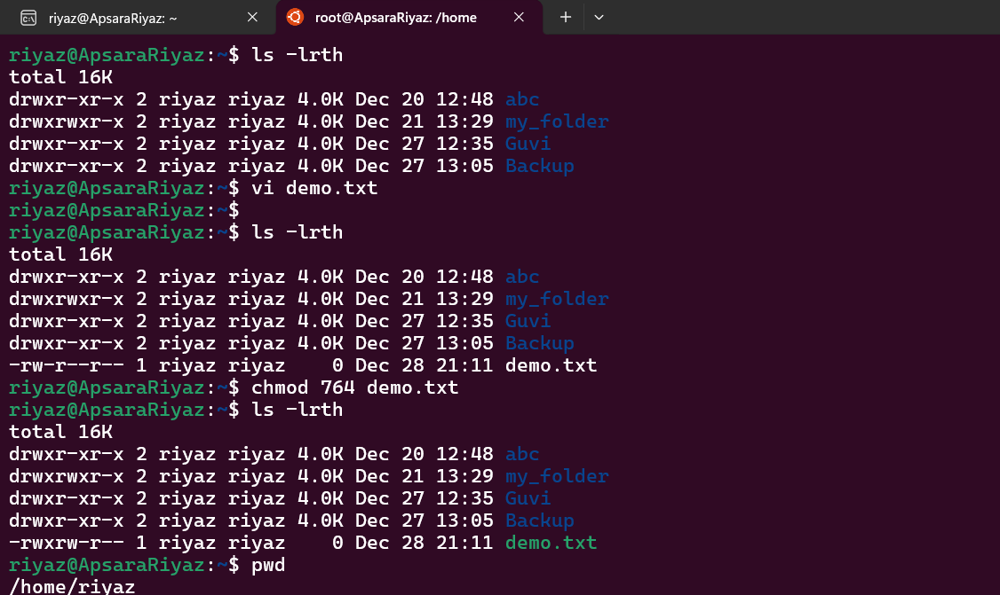 riyaz@ApsaraRiyaz: ~
root@ApsaraRiyaz: /home
riyaz@ApsaraRiyaz:~$ ls -lrth
total 16K
drwxr-xr-x 2 riyaz riyaz 4.0K Dec 20 12:48 abc
drwxrwxr-x 2 riyaz riyaz 4.0K Dec 21 13:29 my_folder
drwxr-xr-x 2 riyaz riyaz 4.0K Dec 27 12:35 Guvi
drwxr-xr-x 2 riyaz riyaz 4.0K Dec 27 13:05 Backup
riyaz@ApsaraRiyaz:~$ vi demo.txt
riyaz@ApsaraRiyaz:~$
riyaz@ApsaraRiyaz:~$ ls -lrth
total 16K
drwxr-xr-x 2 riyaz riyaz 4.0K Dec 20 12:48 abc
drwxrwxr-x 2 riyaz riyaz 4.0K Dec 21 13:29 my_folder
drwxr-xr-x 2 riyaz riyaz 4.0K Dec 27 12:35 Guvi
drwxr-xr-x 2 riyaz riyaz 4.0K Dec 27 13:05 Backup
-rw-r--r-- 1 riyaz riyaz    0 Dec 28 21:11 demo.txt
riyaz@ApsaraRiyaz:~$ chmod 764 demo.txt
riyaz@ApsaraRiyaz:~$ ls -lrth
total 16K
drwxr-xr-x 2 riyaz riyaz 4.0K Dec 20 12:48 abc
drwxrwxr-x 2 riyaz riyaz 4.0K Dec 21 13:29 my_folder
drwxr-xr-x 2 riyaz riyaz 4.0K Dec 27 12:35 Guvi
drwxr-xr-x 2 riyaz riyaz 4.0K Dec 27 13:05 Backup
-rwxrw-r-- 1 riyaz riyaz    0 Dec 28 21:11 demo.txt
riyaz@ApsaraRiyaz:~$ pwd
/home/riyaz